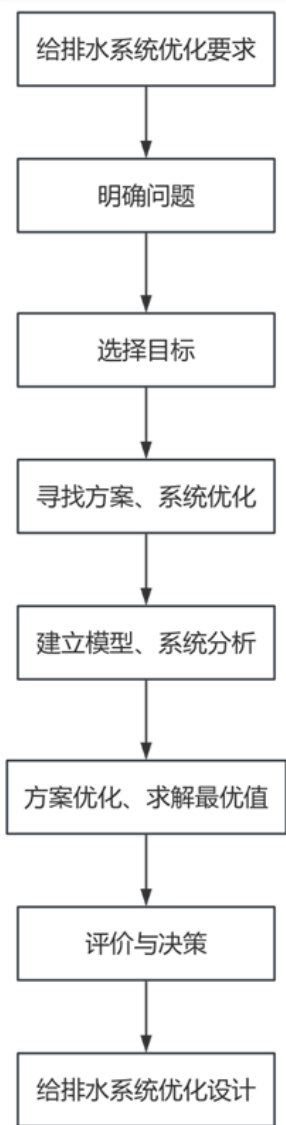 给排水系统优化要求
明确问题
选择目标
寻找方案、系统优化
建立模型、系统分析
方案优化、求解最优值
评价与决策
给排水系统优化设计